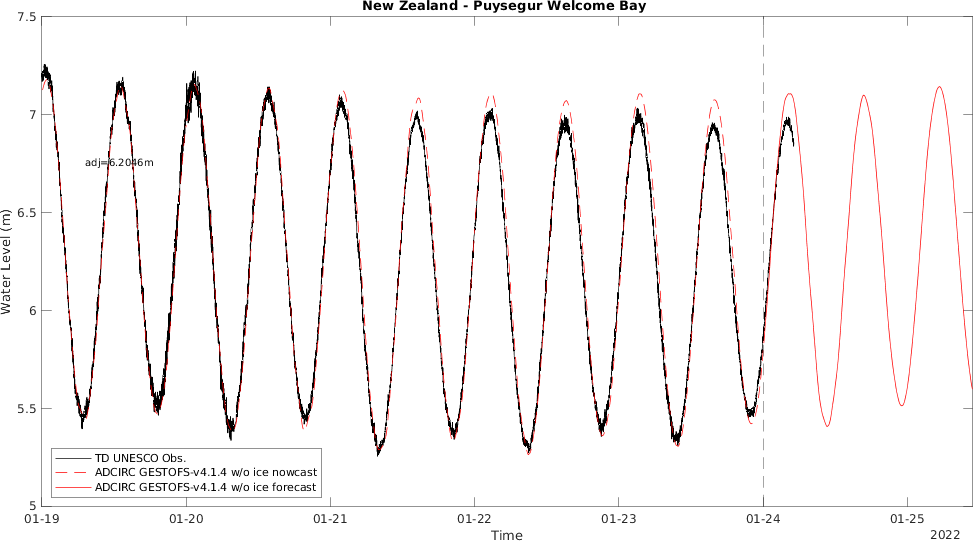 New Zealand - Puysegur Welcome Bay
7.5
7
6.5
6
5.5
5
Water Level (m)
adj=6.2046m
TD UNESCO Obs.
ADCIRC GESTOFS-v4.1.4 w/o ice nowcast
ADCIRC GESTOFS-v4.1.4 w/o ice forecast
01-19 01-20 01-21 01-22 01-23 01-24 01-25
Time
2022